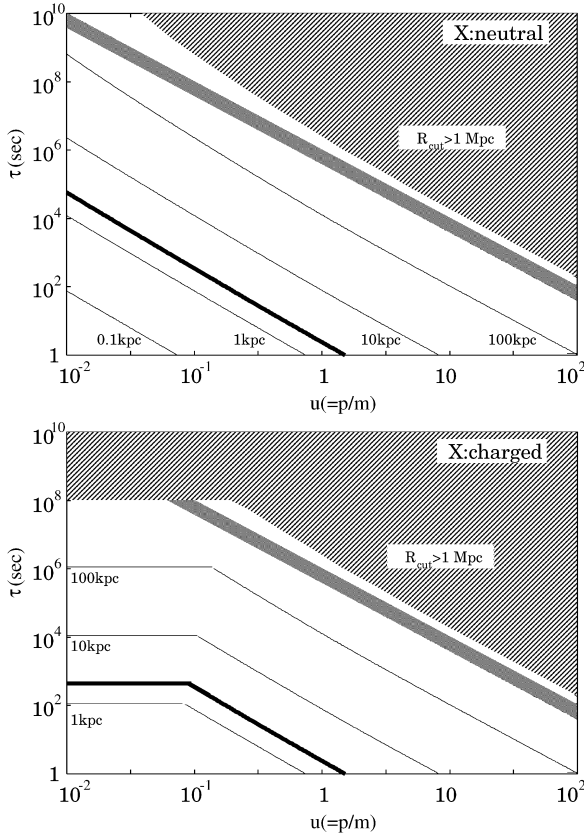 10^10
X:neutral
10^8
R_cut>1 Mpc
10^6
τ(sec)
10^4
10^2
0.1kpc 1kpc 10kpc 100kpc
1
10^-2 10^-1 1 10 10^2
u(=p/m)
10^10
X:charged
10^8
R_cut>1 Mpc
10^6
100kpc
τ(sec)
10^4
10kpc
10^2
1kpc
1
10^-2 10^-1 1 10 10^2
u(=p/m)